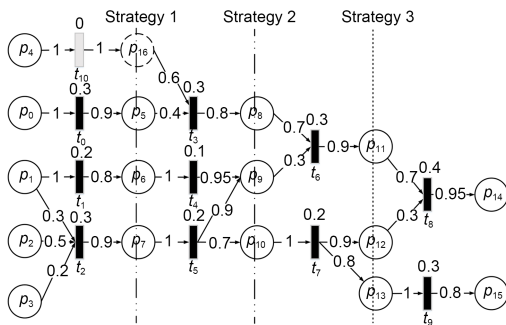 Strategy 1 Strategy 2 Strategy 3
0
p4 1 1 p16
t10
0.3 0.6 0.3
p0 1 0.9 p5 0.4 0.8 p8
t0 t3
0.7 0.3
0.2 0.1 0.9 p11
p1 1 0.8 p6 1 0.95 p9 0.3 t6
t1 t4 0.7 0.4
0.3 0.3 0.2 0.9 0.2 0.95 p14
p2 0.5 0.9 p7 1 0.7 p10 1 0.9 p12 0.3 t8
0.2 t2 t5 t7 0.8
0.3
p3 p13 1 0.8 p15
t9